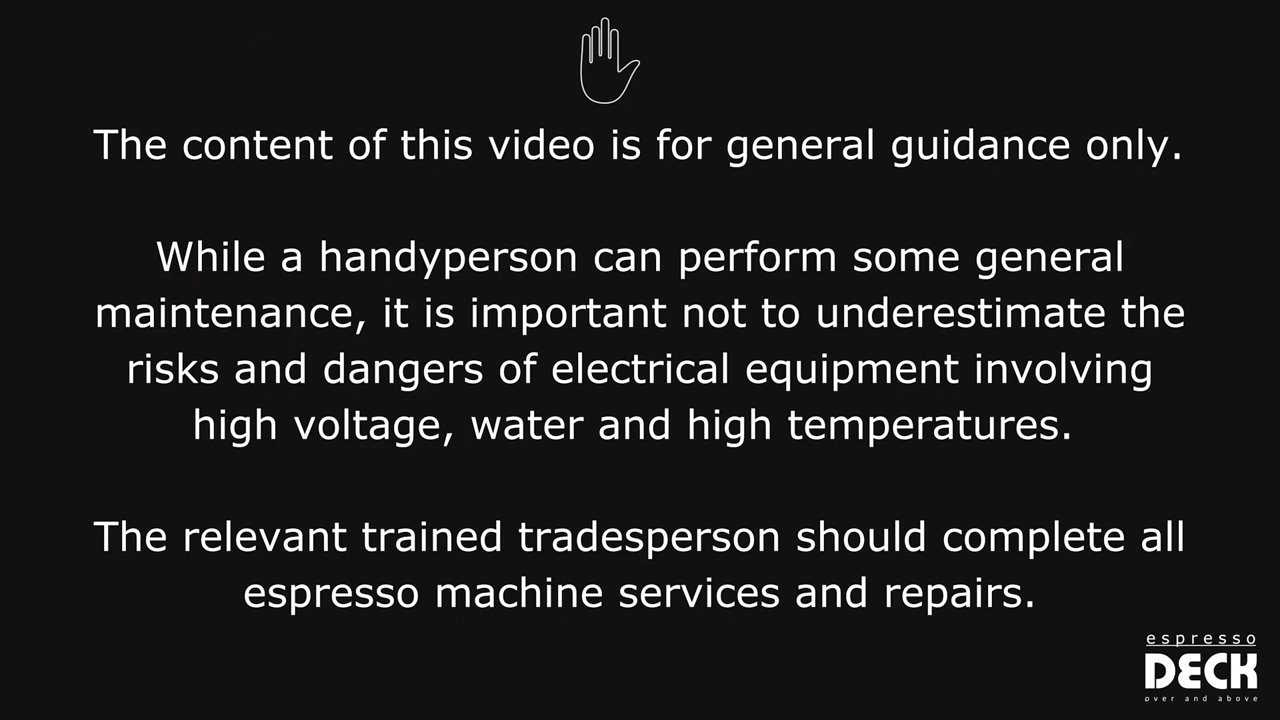 The content of this video is for general guidance only.
While a handyperson can perform some general
maintenance, it is important not to underestimate the
risks and dangers of electrical equipment involving
high voltage, water and high temperatures.
The relevant trained tradesperson should complete all
espresso machine services and repairs.
espresso
DECK
over and above